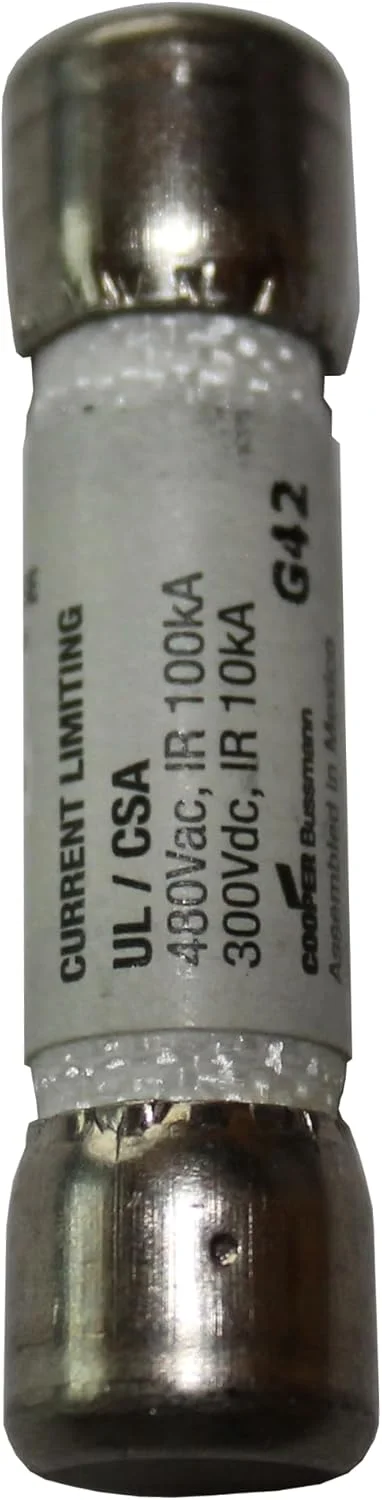 CURRENT LIMITING
UL / CSA
480Vac, IR 100kA
300Vdc, IR 10kA
G42
COOPER Bussmann
Assembled in Mexico